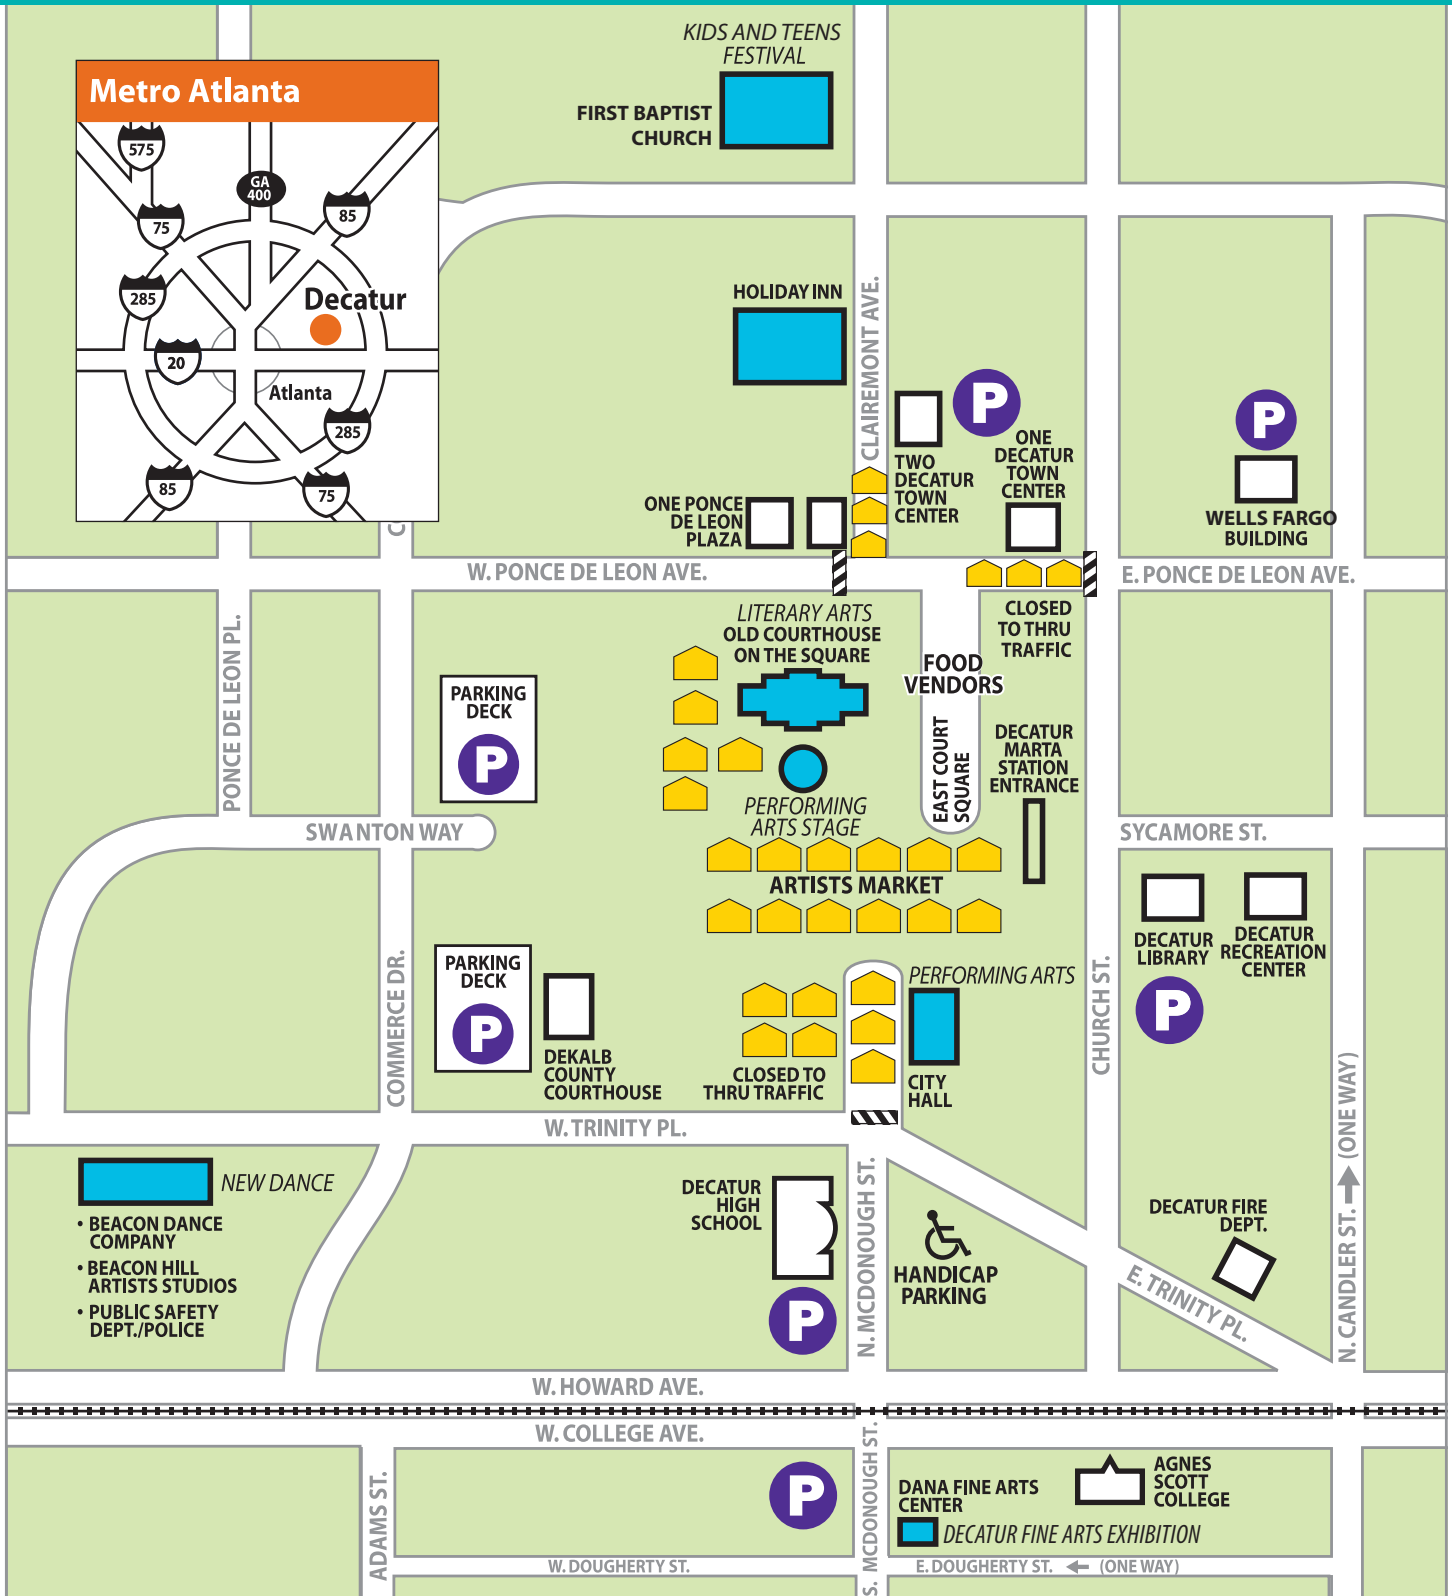 KIDS AND TEENS
FESTIVAL
FIRST BAPTIST
CHURCH
Metro Atlanta
575
GA
400
75
85
285
Decatur
20
Atlanta
285
85
75
C
HOLIDAY INN
CLAIREMONT AVE.
P
TWO
DECATUR
TOWN
CENTER
ONE
DECATUR
TOWN
CENTER
P
WELLS FARGO
BUILDING
ONE PONCE
DE LEON
PLAZA
W. PONCE DE LEON AVE.
E. PONCE DE LEON AVE.
PONCE DE LEON PL.
LITERARY ARTS
OLD COURTHOUSE
ON THE SQUARE
CLOSED
TO THRU
TRAFFIC
FOOD
VENDORS
PARKING
DECK
P
EAST COURT
SQUARE
DECATUR
MARTA
STATION
ENTRANCE
PERFORMING
ARTS STAGE
SWANTON WAY
SYCAMORE ST.
ARTISTS MARKET
DECATUR
LIBRARY
DECATUR
RECREATION
CENTER
P
COMMERCE DR.
PARKING
DECK
P
DEKALB
COUNTY
COURTHOUSE
PERFORMING ARTS
CITY
HALL
CLOSED TO
THRU TRAFFIC
CHURCH ST.
W. TRINITY PL.
N. CANDLER ST. (ONE WAY)
NEW DANCE
• BEACON DANCE
COMPANY
• BEACON HILL
ARTISTS STUDIOS
• PUBLIC SAFETY
DEPT./POLICE
DECATUR
HIGH
SCHOOL
P
N. MCDONOUGH ST.
HANDICAP
PARKING
DECATUR FIRE
DEPT.
E. TRINITY PL.
W. HOWARD AVE.
W. COLLEGE AVE.
ADAMS ST.
P
S. MCDONOUGH ST.
DANA FINE ARTS
CENTER
AGNES
SCOTT
COLLEGE
DECATUR FINE ARTS EXHIBITION
W. DOUGHERTY ST.
E. DOUGHERTY ST. (ONE WAY)